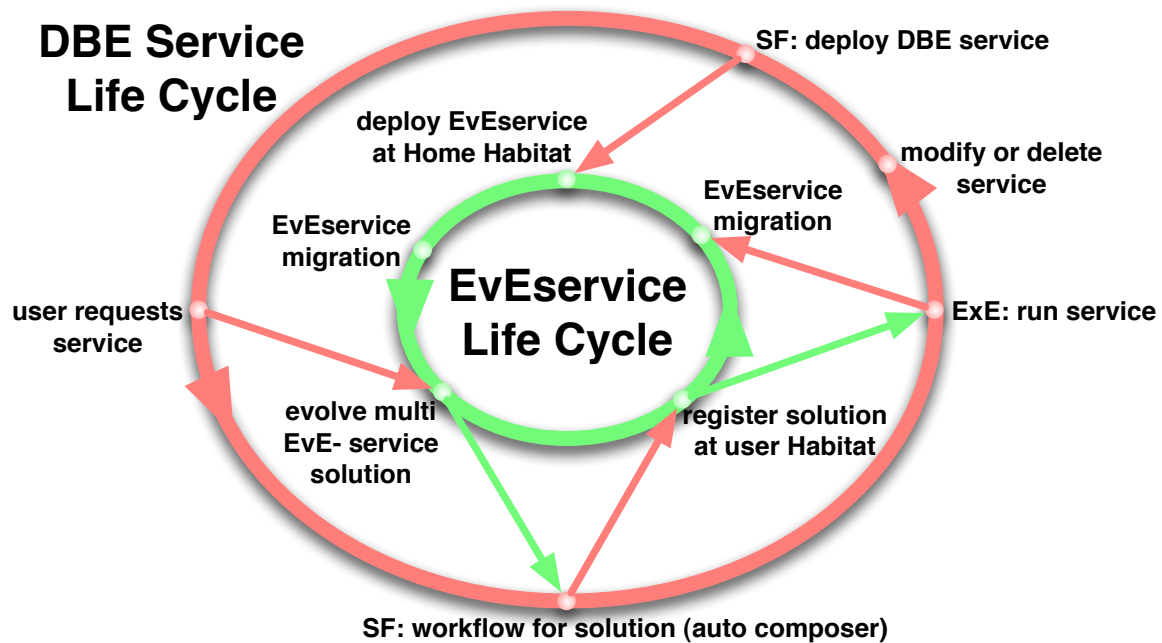 DBE Service
Life Cycle
SF: deploy DBE service
deploy EvEservice
at Home Habitat
modify or delete
service
EvEservice
migration
EvEservice
migration
EvEservice
Life Cycle
user requests
service
ExE: run service
evolve multi
EvE- service
solution
register solution
at user Habitat
SF: workflow for solution (auto composer)